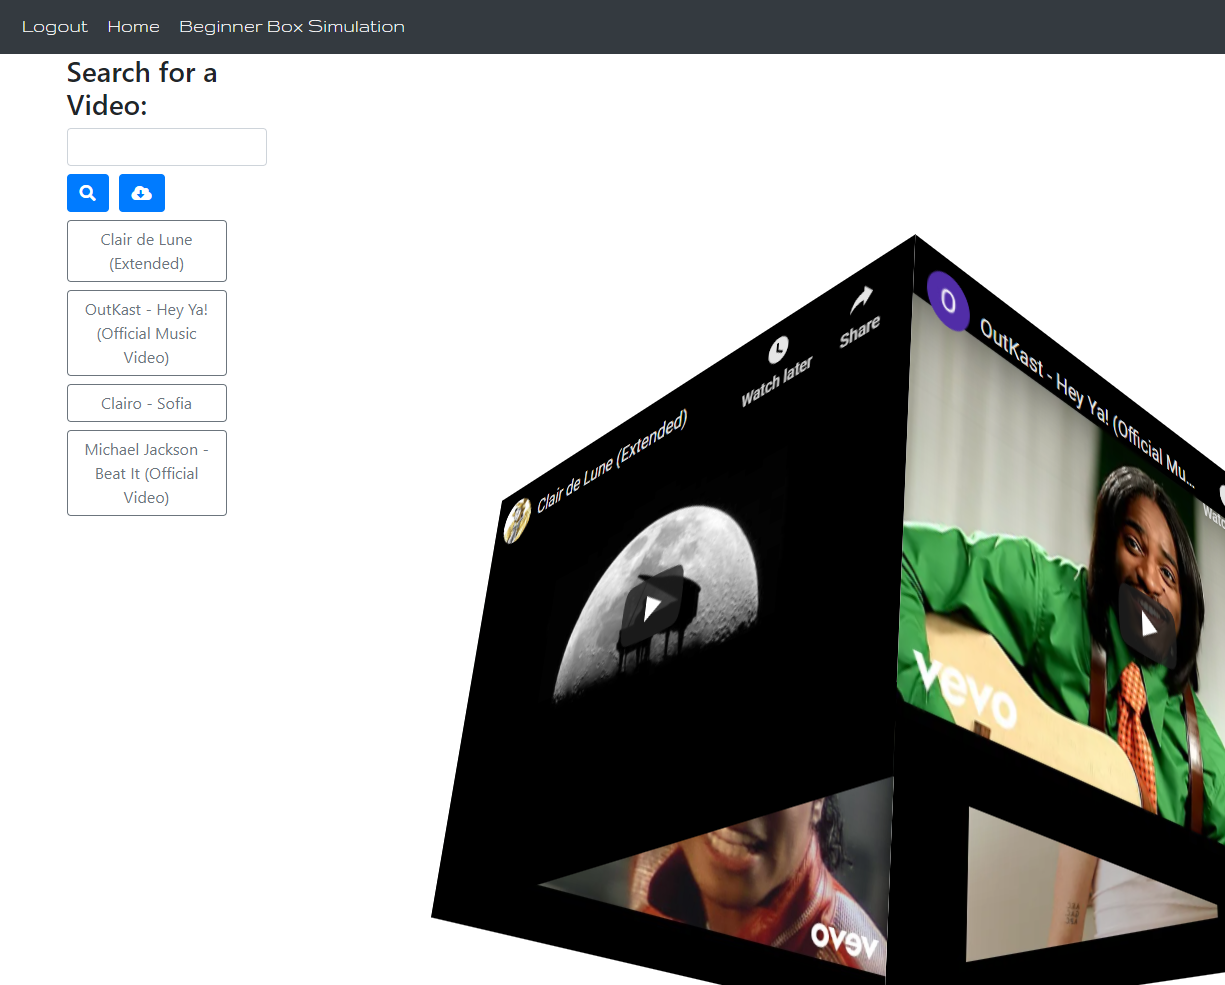 Logout Home Beginner Box Simulation
Search for a
Video:
Clair de Lune
(Extended)
OutKast - Hey Ya!
(Official Music
Video)
Clairo - Sofia
Michael Jackson -
Beat It (Official
Video)
Share
Watch later
Clair de Lune (Extended)
O
OutKast - Hey Ya! (Official Mu...
Watc
vevo
vevo